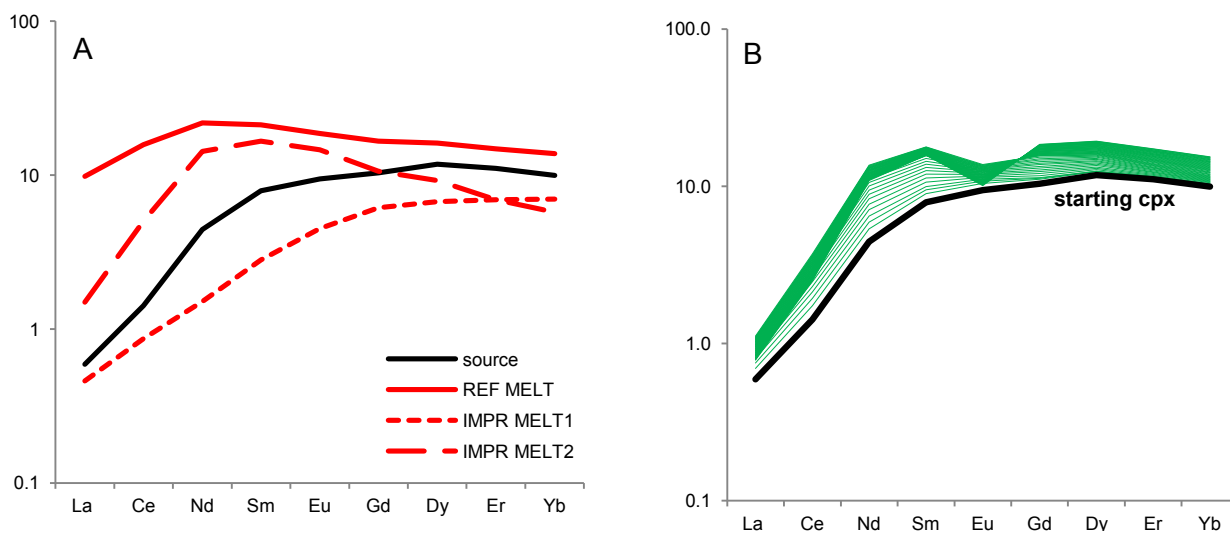 A
100
10
1
0.1
La Ce Nd Sm Eu Gd Dy Er Yb
source
REF MELT
IMPR MELT1
IMPR MELT2
B
100.0
10.0
1.0
0.1
starting cpx
La Ce Nd Sm Eu Gd Dy Er Yb